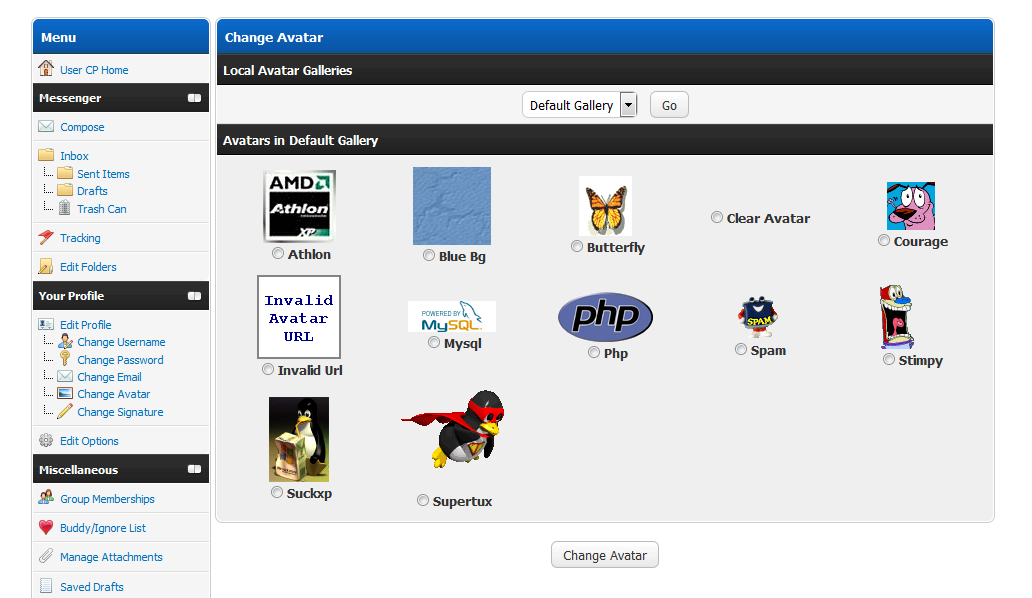 Menu
User CP Home
Messenger
Compose
Inbox
Sent Items
Drafts
Trash Can
Tracking
Edit Folders
Your Profile
Edit Profile
Change Username
Change Password
Change Email
Change Avatar
Change Signature
Edit Options
Miscellaneous
Group Memberships
Buddy/Ignore List
Manage Attachments
Saved Drafts
Change Avatar
Local Avatar Galleries
Default Gallery
Go
Avatars in Default Gallery
AMD
Athlon
XP
Athlon
Blue Bg
Butterfly
Clear Avatar
Courage
Invalid
Avatar
URL
Invalid Url
POWERED BY
MySQL
Mysql
php
Php
SPAM
Spam
Stimpy
Suckxp
Supertux
Change Avatar